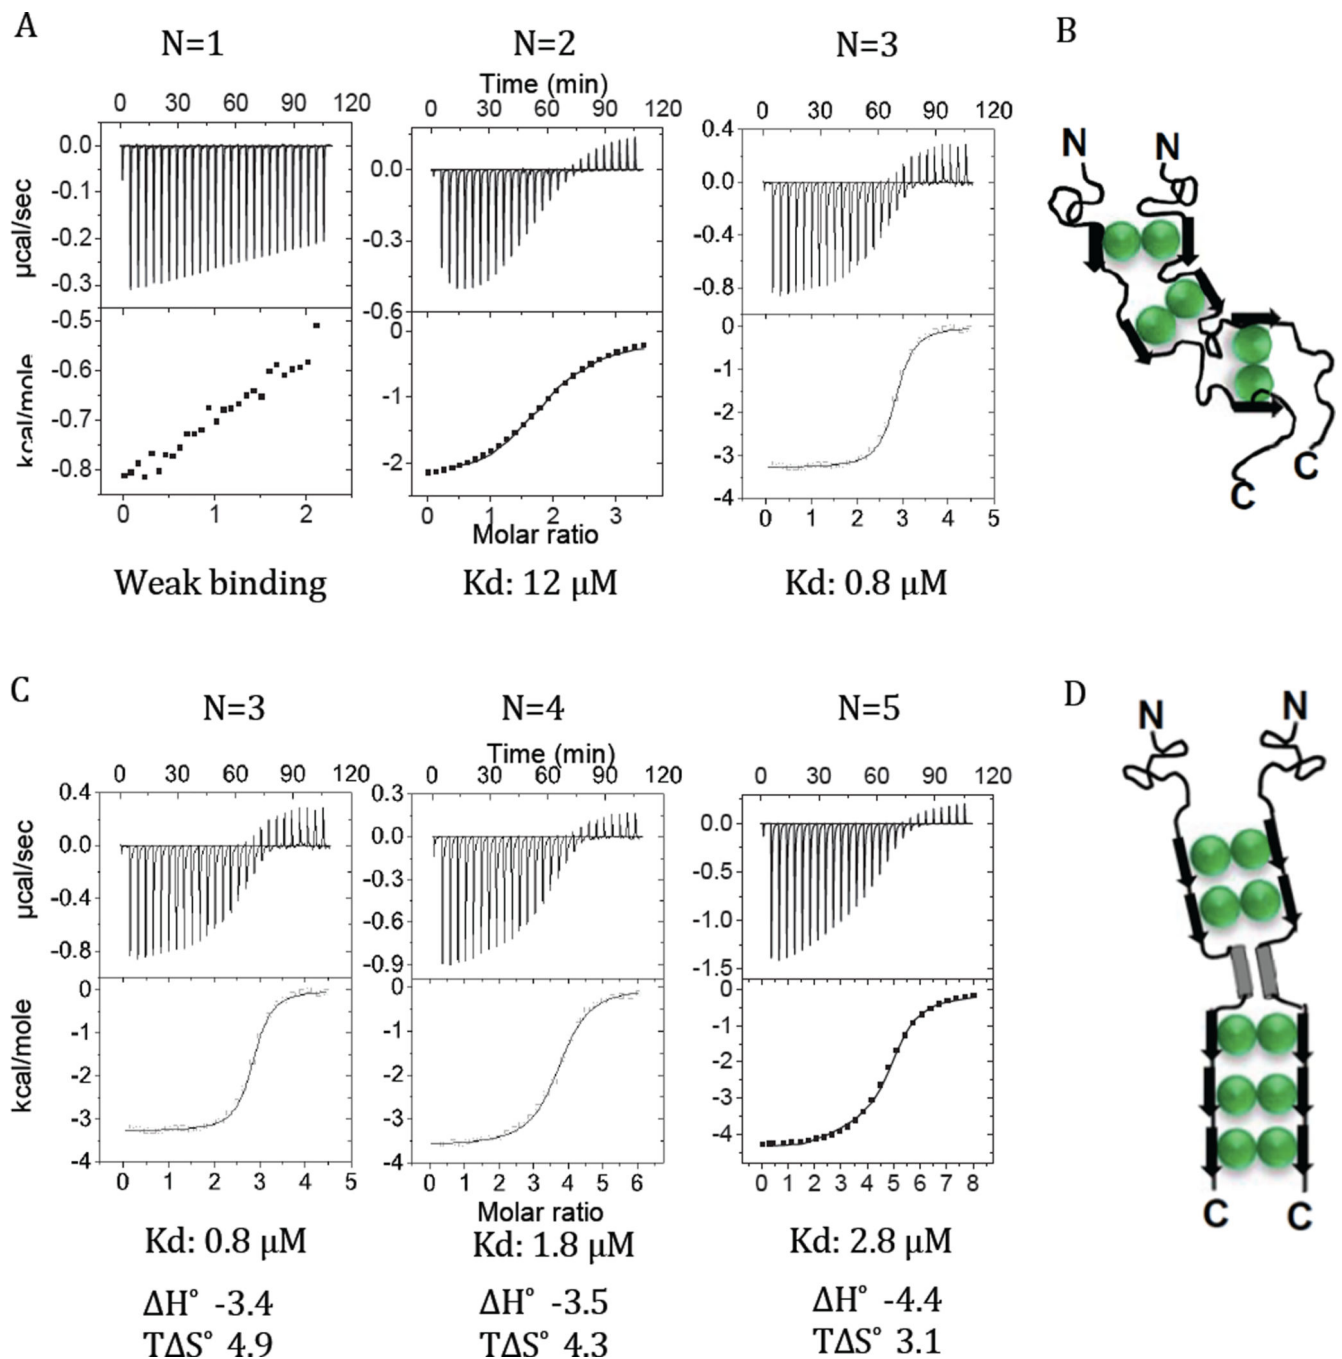 A
N=1
N=2
N=3
B
Time (min)
0 30 60 90 120
0 30 60 90 120
0 30 60 90 120
0.0
-0.1
-0.2
-0.3
µcal/sec
0.0
-0.3
-0.6
0.4
0.0
-0.4
-0.8
-0.5
-0.6
-0.7
-0.8
kcal/mole
0
-1
-2
0
-1
-2
-3
-4
0 1 2
0 1 2 3
0 1 2 3 4 5
Molar ratio
Weak binding
Kd: 12 µM
Kd: 0.8 µM
N N
C C
C
N=3
N=4
N=5
D
Time (min)
0 30 60 90 120
0 30 60 90 120
0 30 60 90 120
0.4
0.0
-0.4
-0.8
µcal/sec
0.3
0.0
-0.3
-0.6
-0.9
0.0
-0.5
-1.0
-1.5
0
-1
-2
-3
-4
kcal/mole
0
-1
-2
-3
-4
0
-1
-2
-3
-4
0 1 2 3 4 5
0 1 2 3 4 5 6
0 1 2 3 4 5 6 7 8
Molar ratio
Kd: 0.8 µM
Kd: 1.8 µM
Kd: 2.8 µM
ΔH° -3.4
ΔH° -3.5
ΔH° -4.4
TΔS° 4.9
TΔS° 4.3
TΔS° 3.1
N N
C C